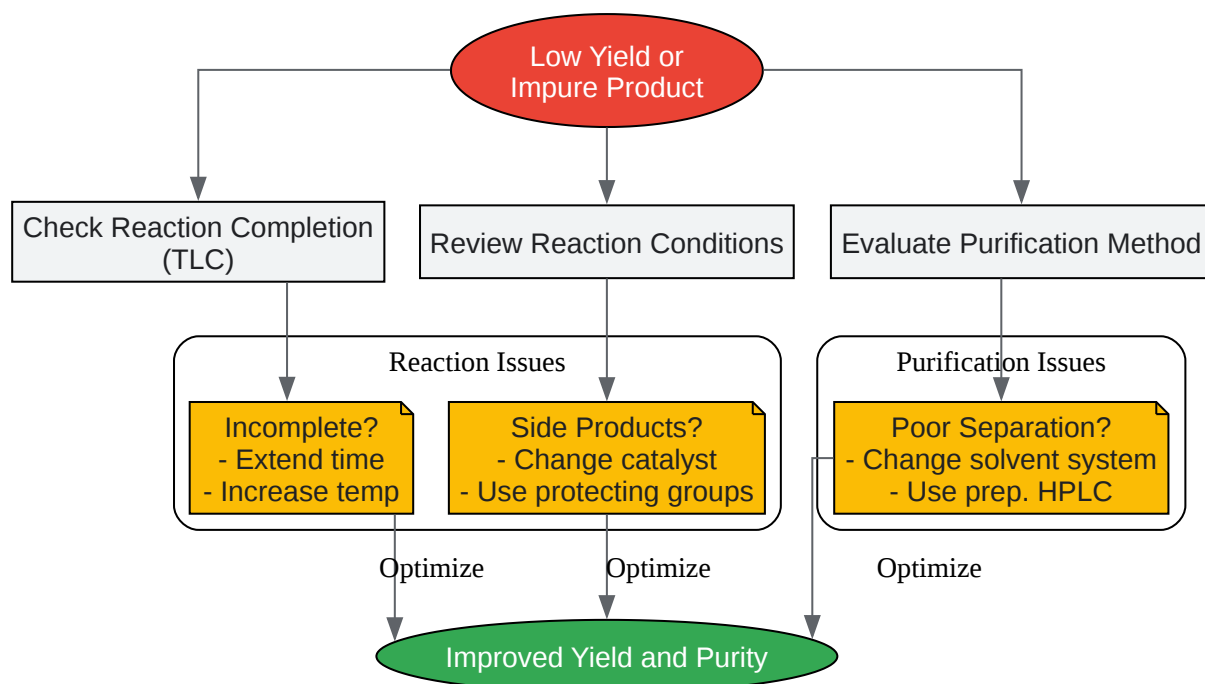 Low Yield or
Impure Product
Check Reaction Completion
(TLC)
Review Reaction Conditions
Evaluate Purification Method
Reaction Issues
Incomplete?
- Extend time
- Increase temp
Side Products?
- Change catalyst
- Use protecting groups
Purification Issues
Poor Separation?
- Change solvent system
- Use prep. HPLC
Optimize
Optimize
Optimize
Improved Yield and Purity